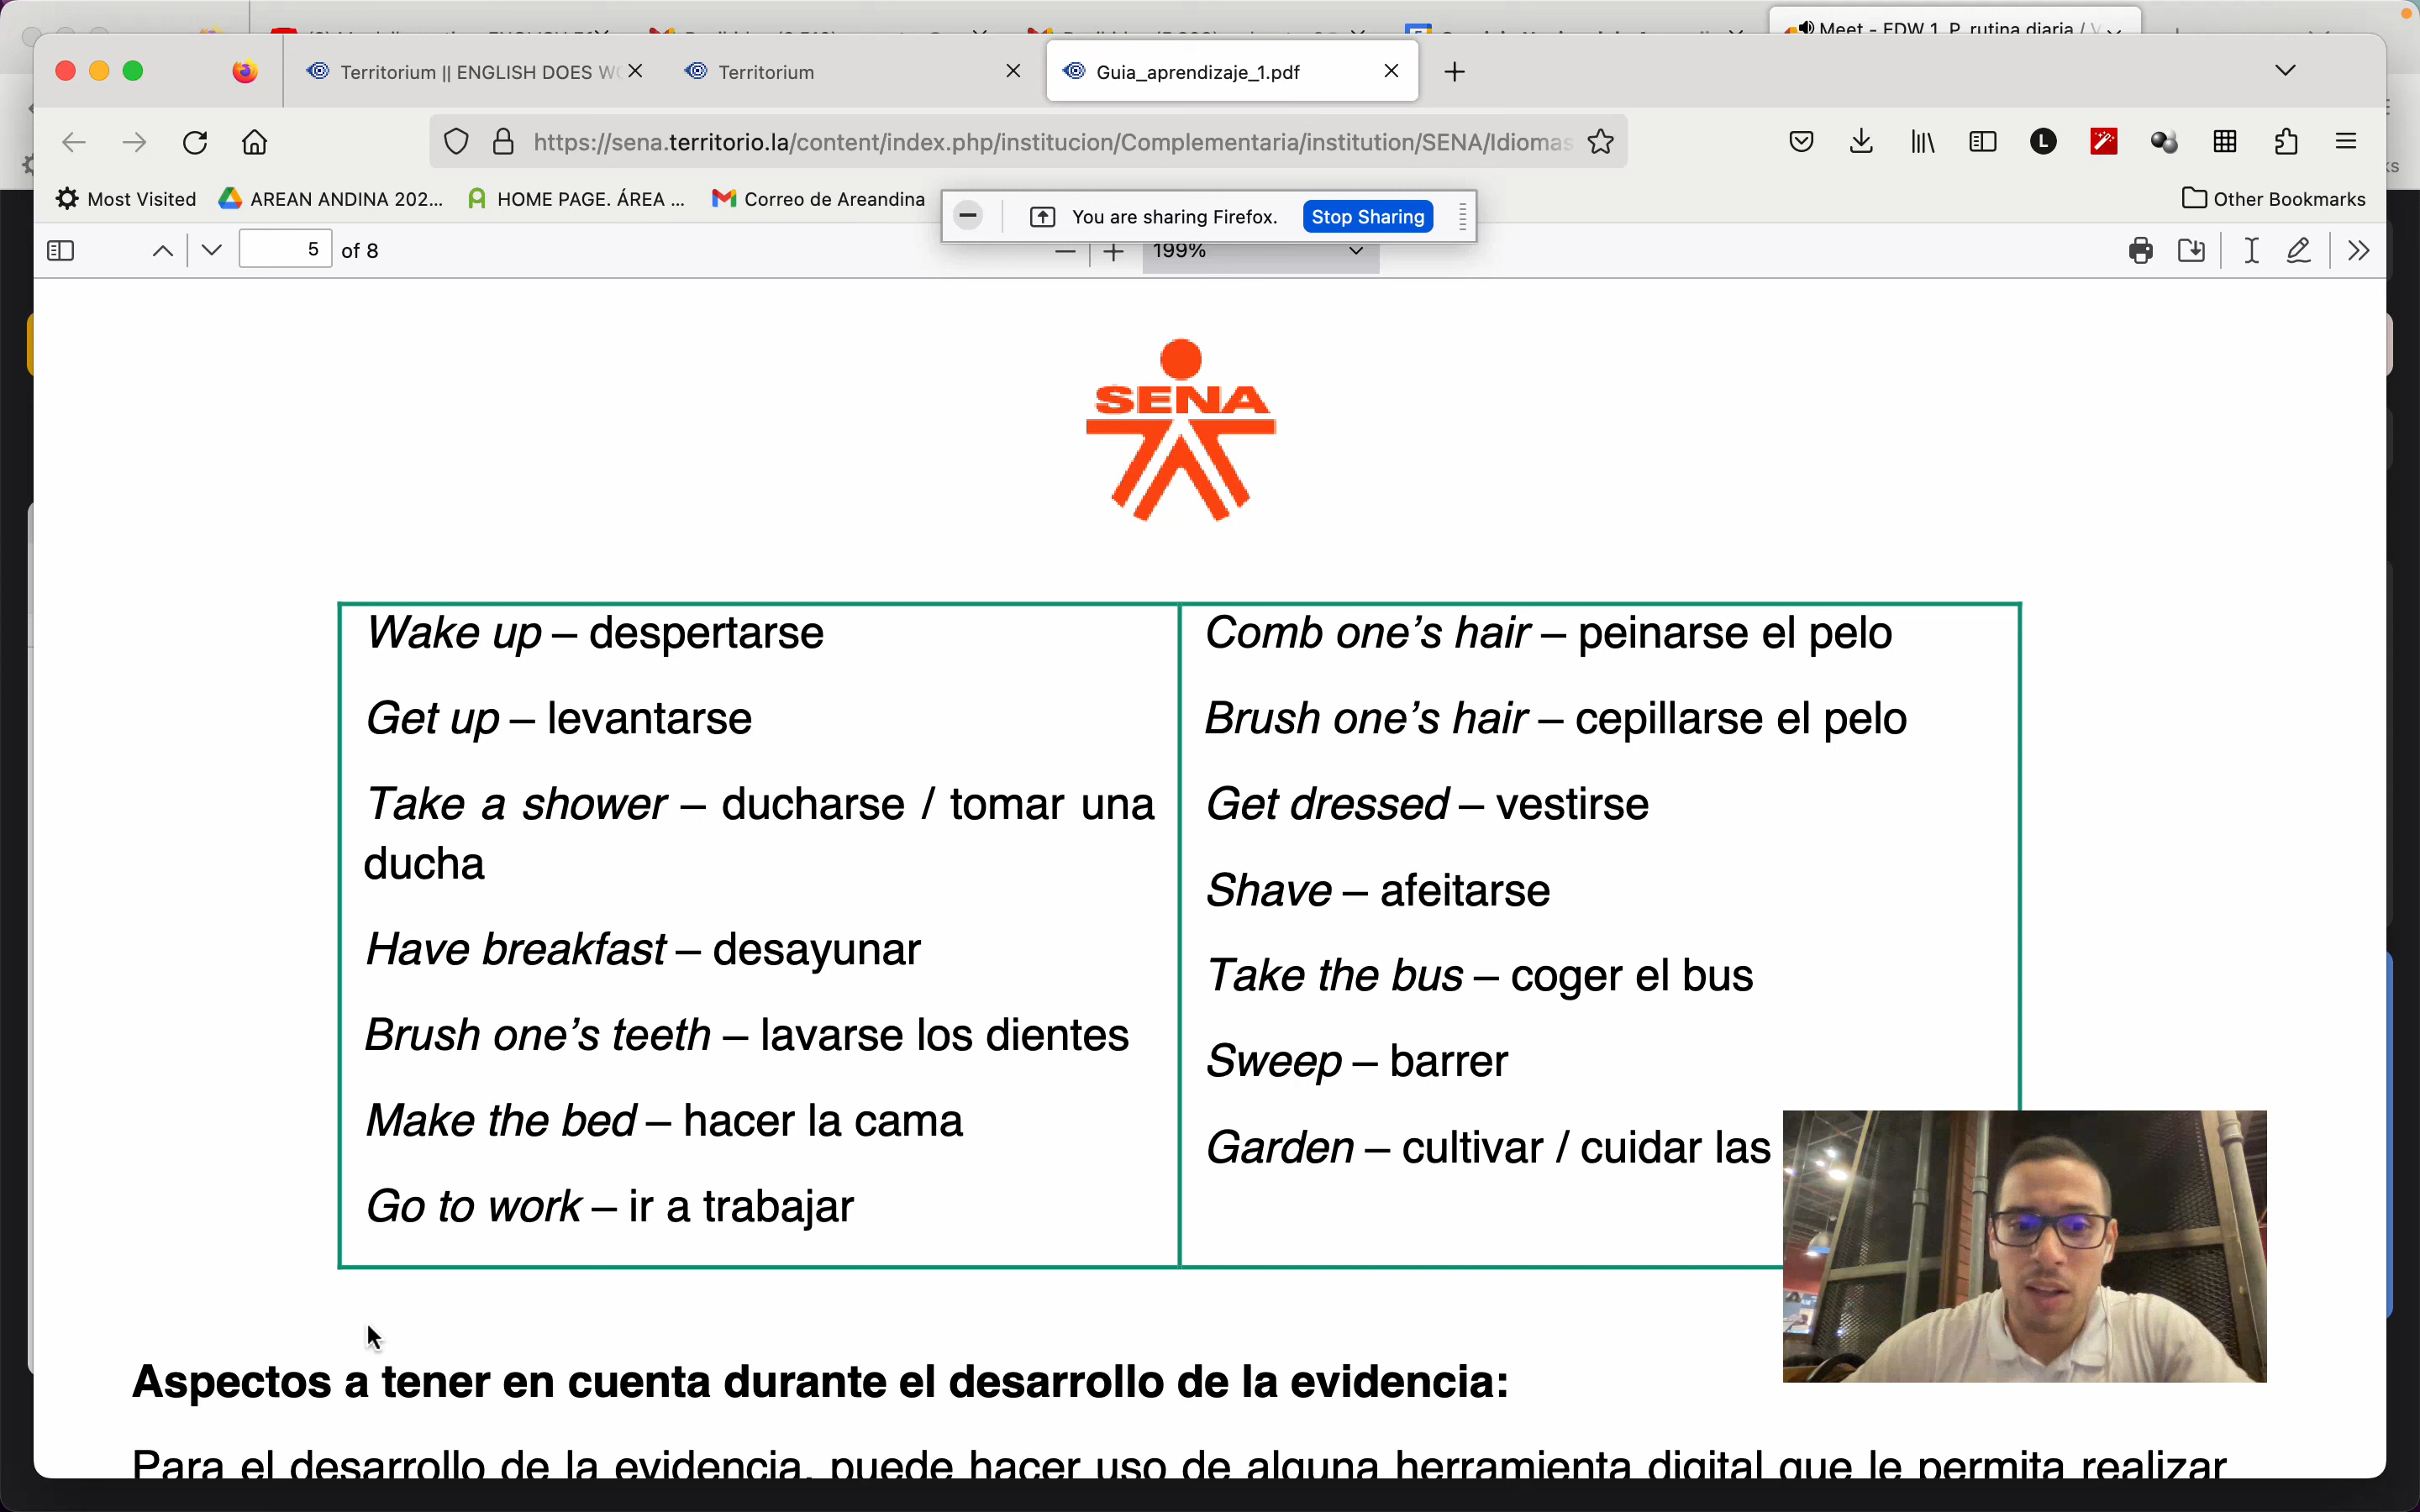 Meet - EDW 1. P. rutina diaria / V
Territorium || ENGLISH DOES WO
Territorium
Guia_aprendizaje_1.pdf
https://sena.territorio.la/content/index.php/institucion/Complementaria/institution/SENA/Idiomas
L
Most Visited
AREAN ANDINA 202...
HOME PAGE. ÁREA ...
Correo de Areandina
You are sharing Firefox.
Stop Sharing
Other Bookmarks
5 of 8
199%
SENA
Wake up – despertarse
Get up – levantarse
Take a shower – ducharse / tomar una
ducha
Have breakfast – desayunar
Brush one's teeth – lavarse los dientes
Make the bed – hacer la cama
Go to work – ir a trabajar
Comb one's hair – peinarse el pelo
Brush one's hair – cepillarse el pelo
Get dressed – vestirse
Shave – afeitarse
Take the bus – coger el bus
Sweep – barrer
Garden – cultivar / cuidar las
Aspectos a tener en cuenta durante el desarrollo de la evidencia:
Para el desarrollo de la evidencia, puede hacer uso de alguna herramienta digital que le permita realizar